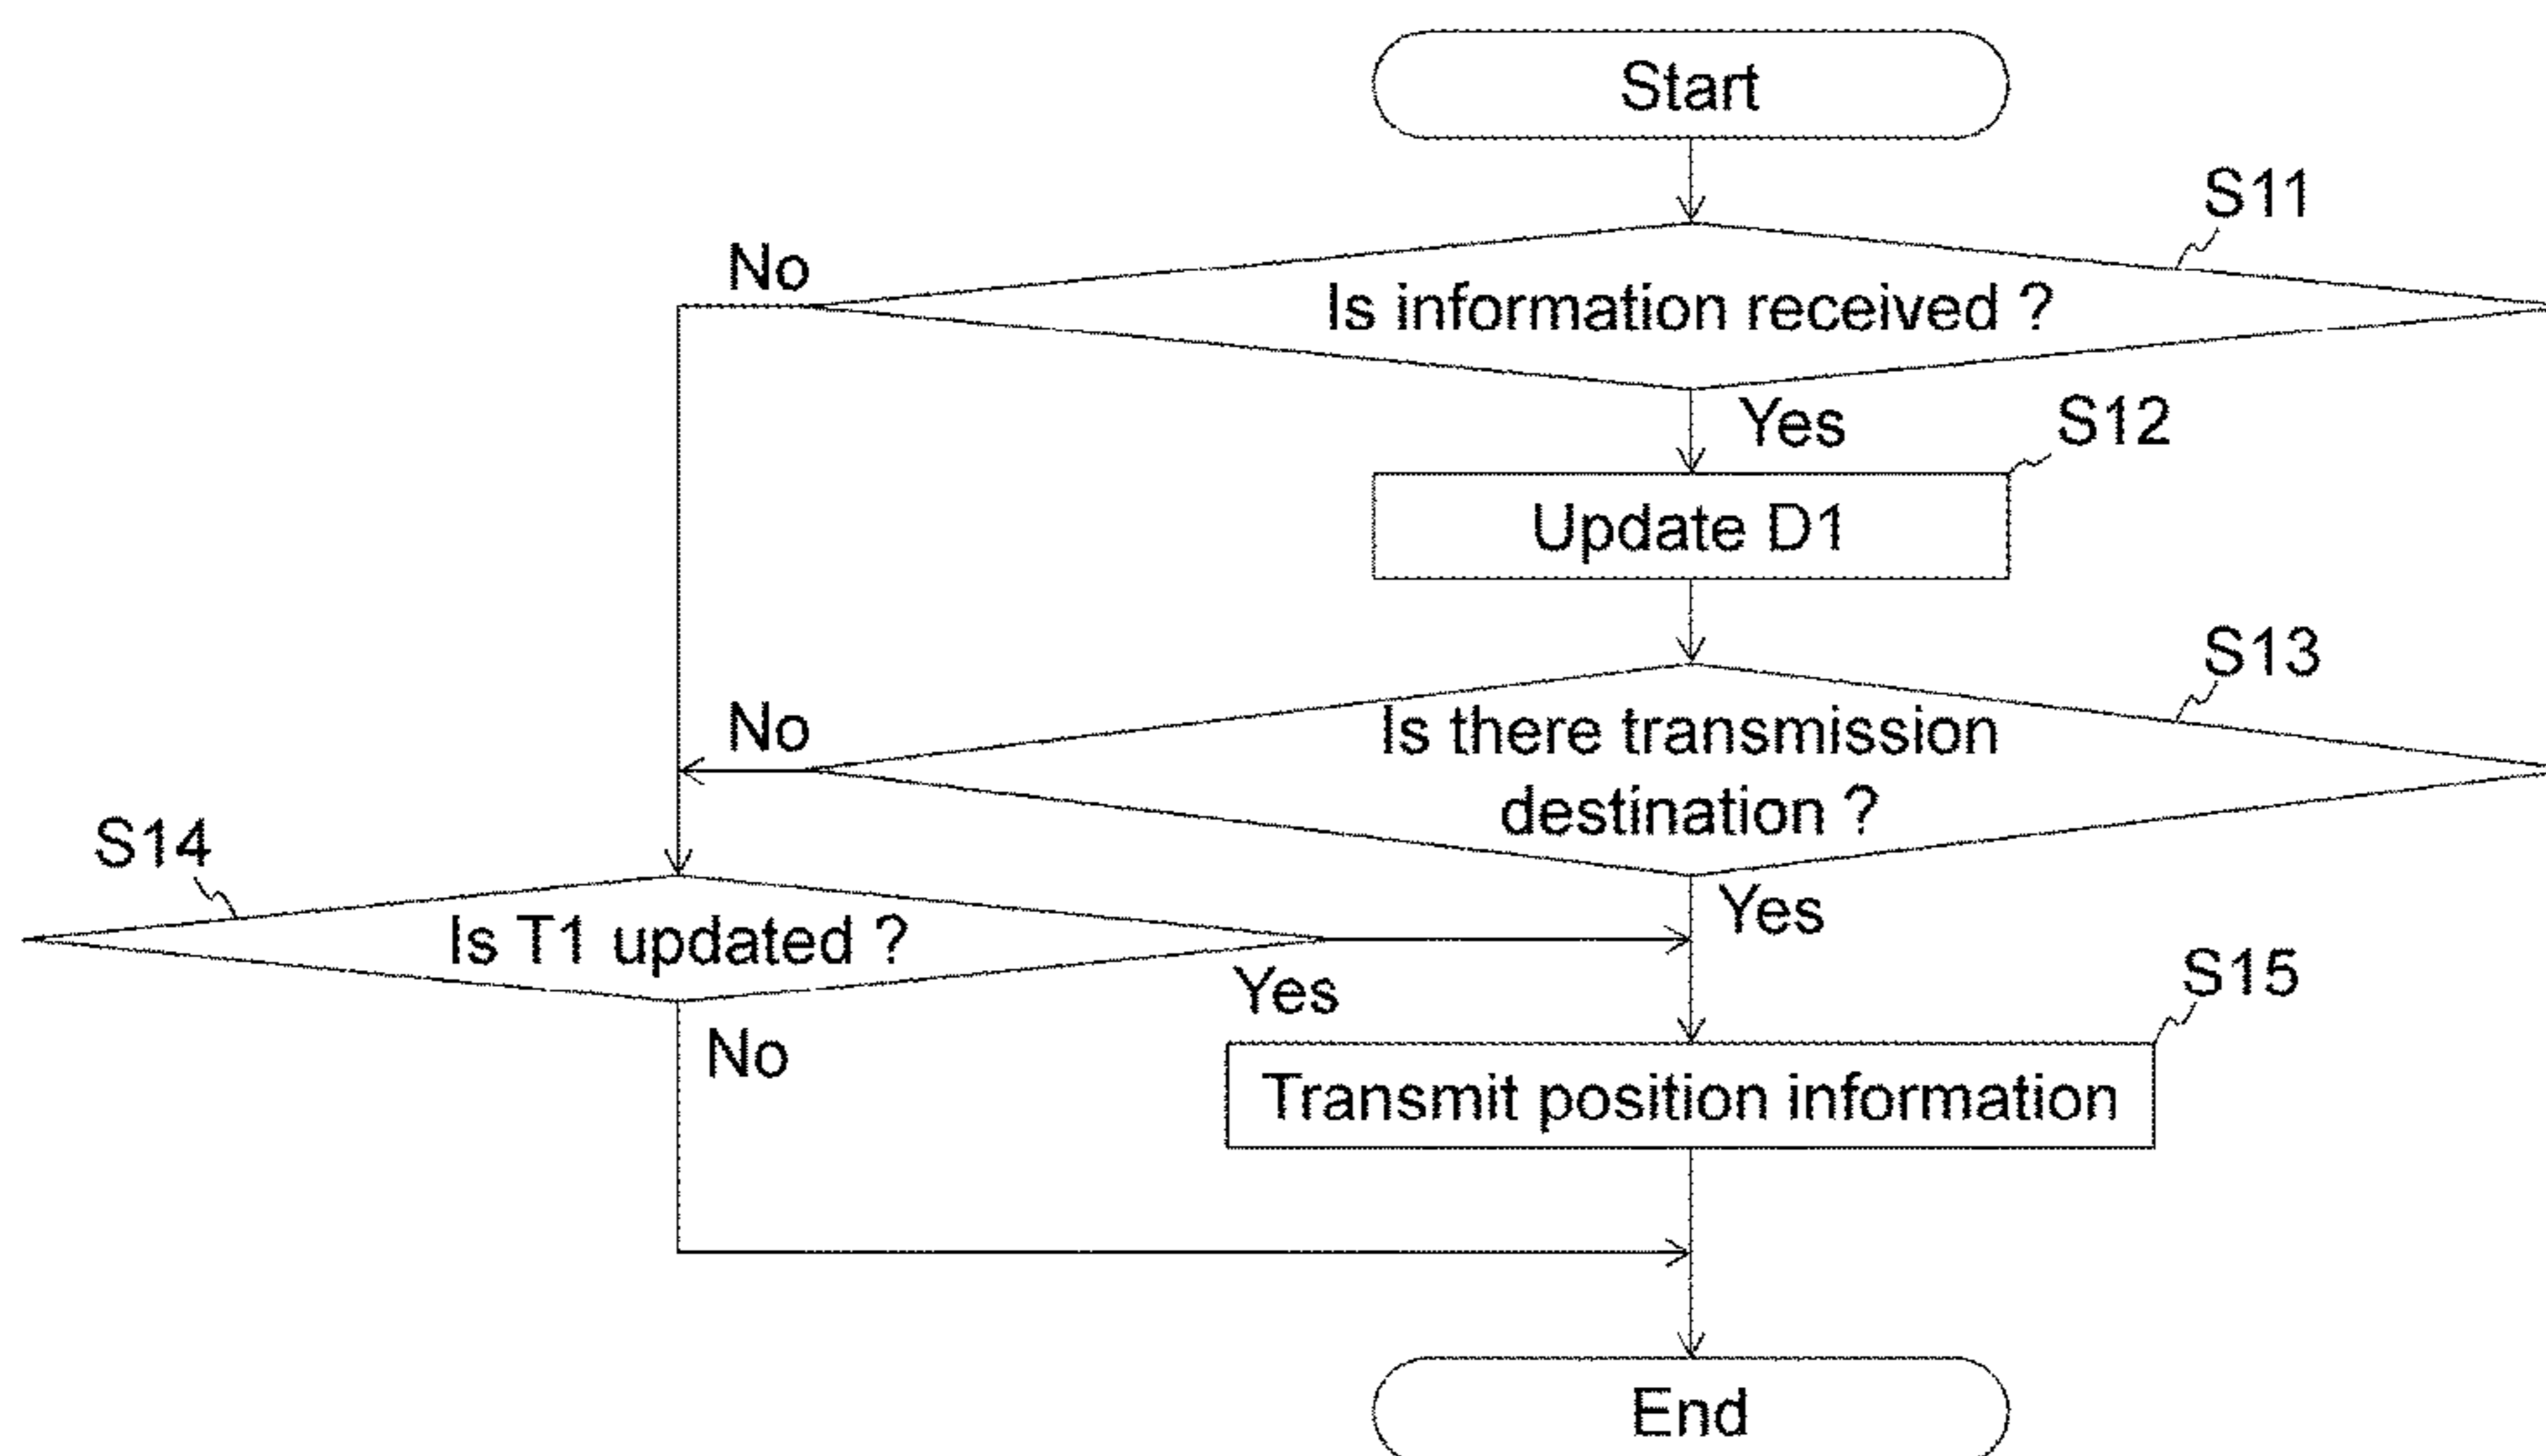 Start
S11
No
Is information received ?
Yes
S12
Update D1
S13
No
Is there transmission
destination ?
S14
Yes
Is T1 updated ?
Yes
S15
No
Transmit position information
End